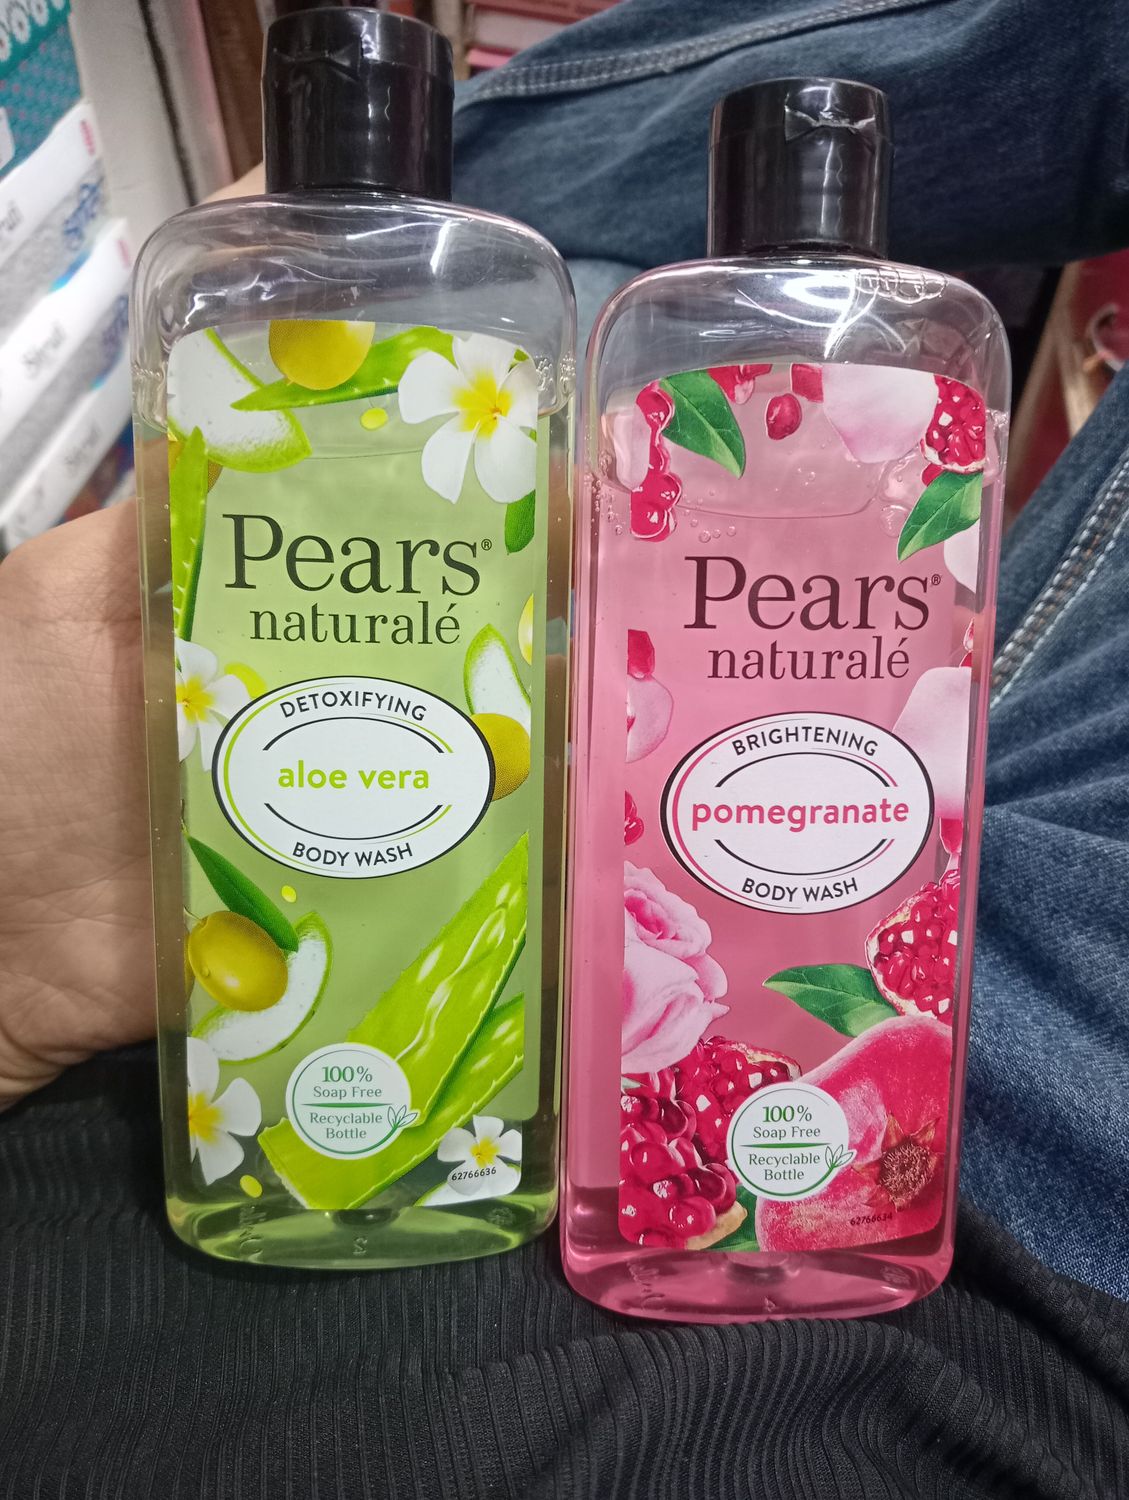 Pears®
naturalé
DETOXIFYING
aloe vera
BODY WASH
100%
Soap Free
Recyclable
Bottle
62766636
Pears®
naturalé
BRIGHTENING
pomegranate
BODY WASH
100%
Soap Free
Recyclable
Bottle
62766634